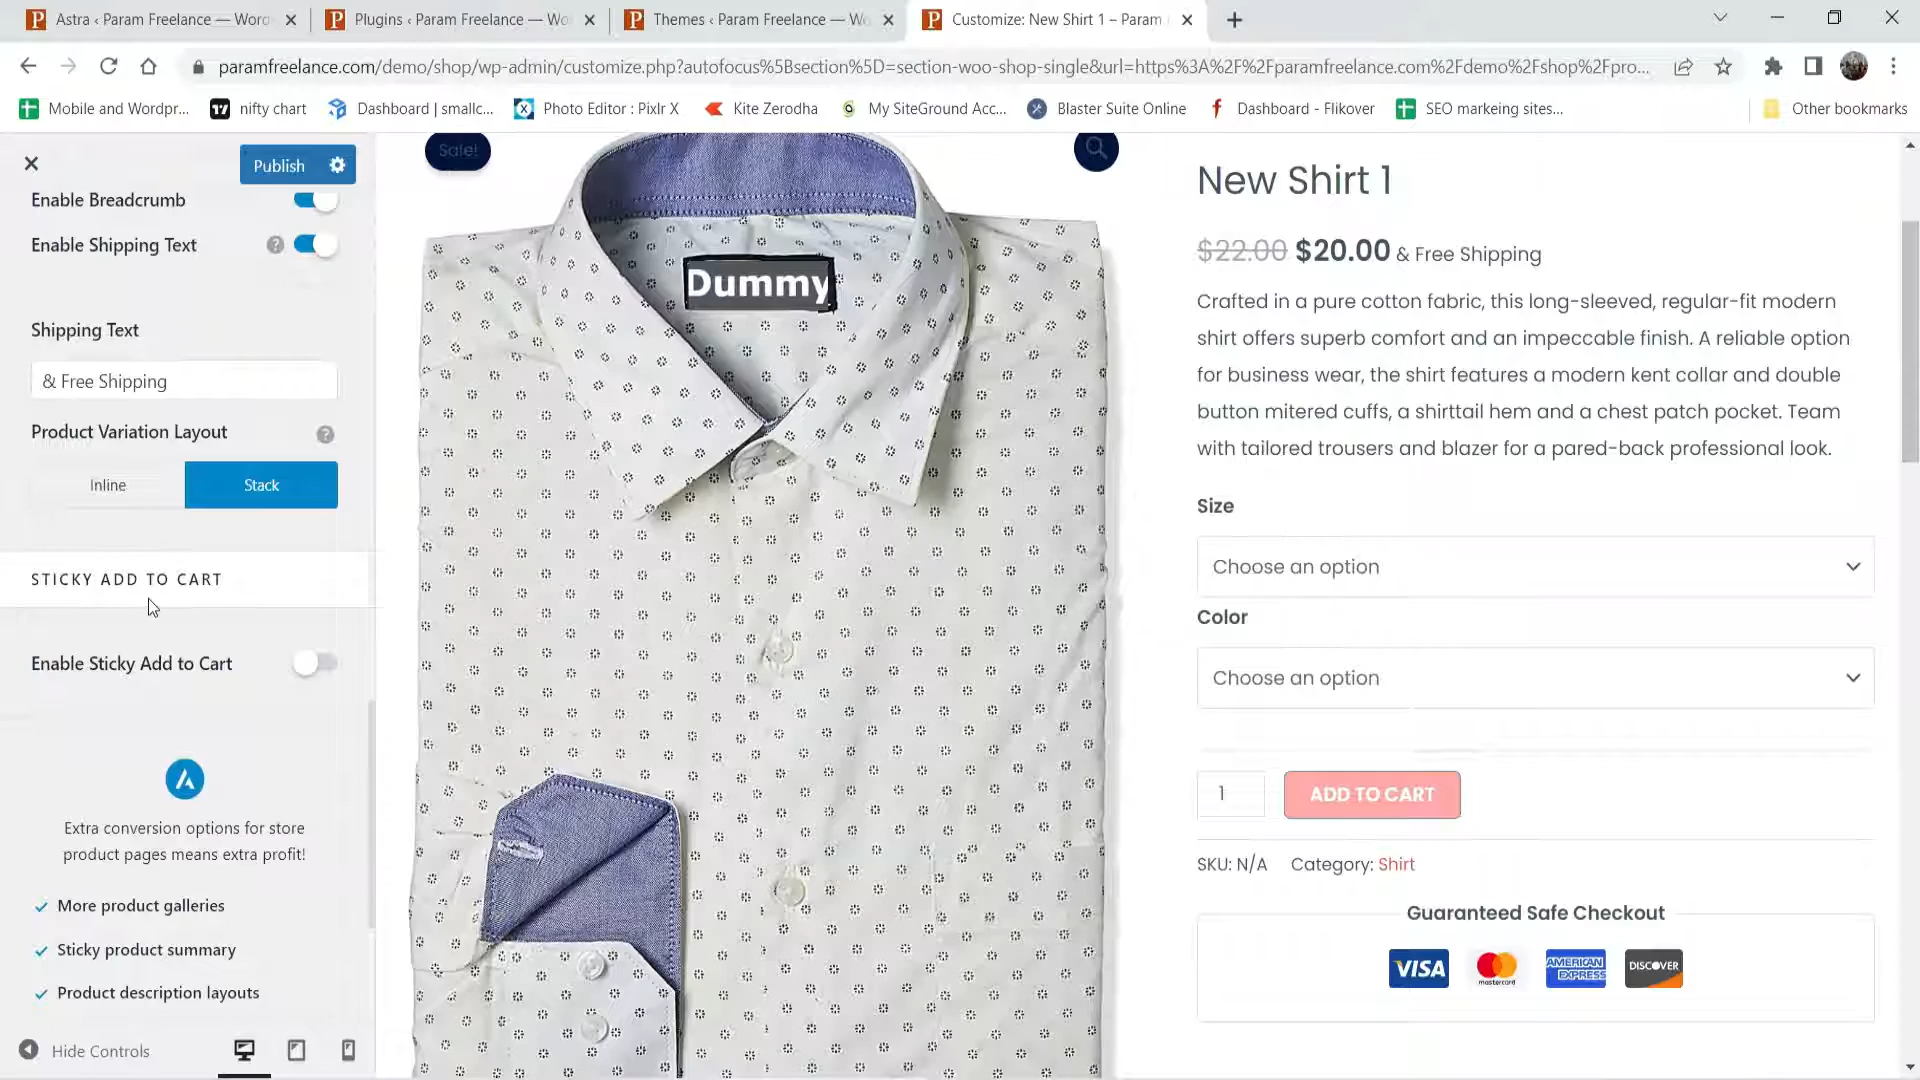 Astra ‹ Param Freelance — Word
Plugins ‹ Param Freelance — Wo
Themes ‹ Param Freelance — Wo
Customize: New Shirt 1 – Param
paramfreelance.com/demo/shop/wp-admin/customize.php?autofocus%5Bsection%5D=section-woo-shop-single&url=https%3A%2F%2Fparamfreelance.com%2Fdemo%2Fshop%2Fpro...
Mobile and Wordpr...
nifty chart
Dashboard | smallc...
Photo Editor : Pixlr X
Kite Zerodha
My SiteGround Acc...
Blaster Suite Online
Dashboard - Flikover
SEO markeing sites...
Other bookmarks
Publish
Enable Breadcrumb
Enable Shipping Text
Shipping Text
& Free Shipping
Product Variation Layout
Inline
Stack
STICKY ADD TO CART
Enable Sticky Add to Cart
Extra conversion options for store
product pages means extra profit!
More product galleries
Sticky product summary
Product description layouts
Hide Controls
Sale!
Dummy
New Shirt 1
$22.00 $20.00 & Free Shipping
Crafted in a pure cotton fabric, this long-sleeved, regular-fit modern
shirt offers superb comfort and an impeccable finish. A reliable option
for business wear, the shirt features a modern kent collar and double
button mitered cuffs, a shirttail hem and a chest patch pocket. Team
with tailored trousers and blazer for a pared-back professional look.
Size
Choose an option
Color
Choose an option
1
ADD TO CART
SKU: N/A Category: Shirt
Guaranteed Safe Checkout
VISA
mastercard
AMERICAN EXPRESS
DISCOVER